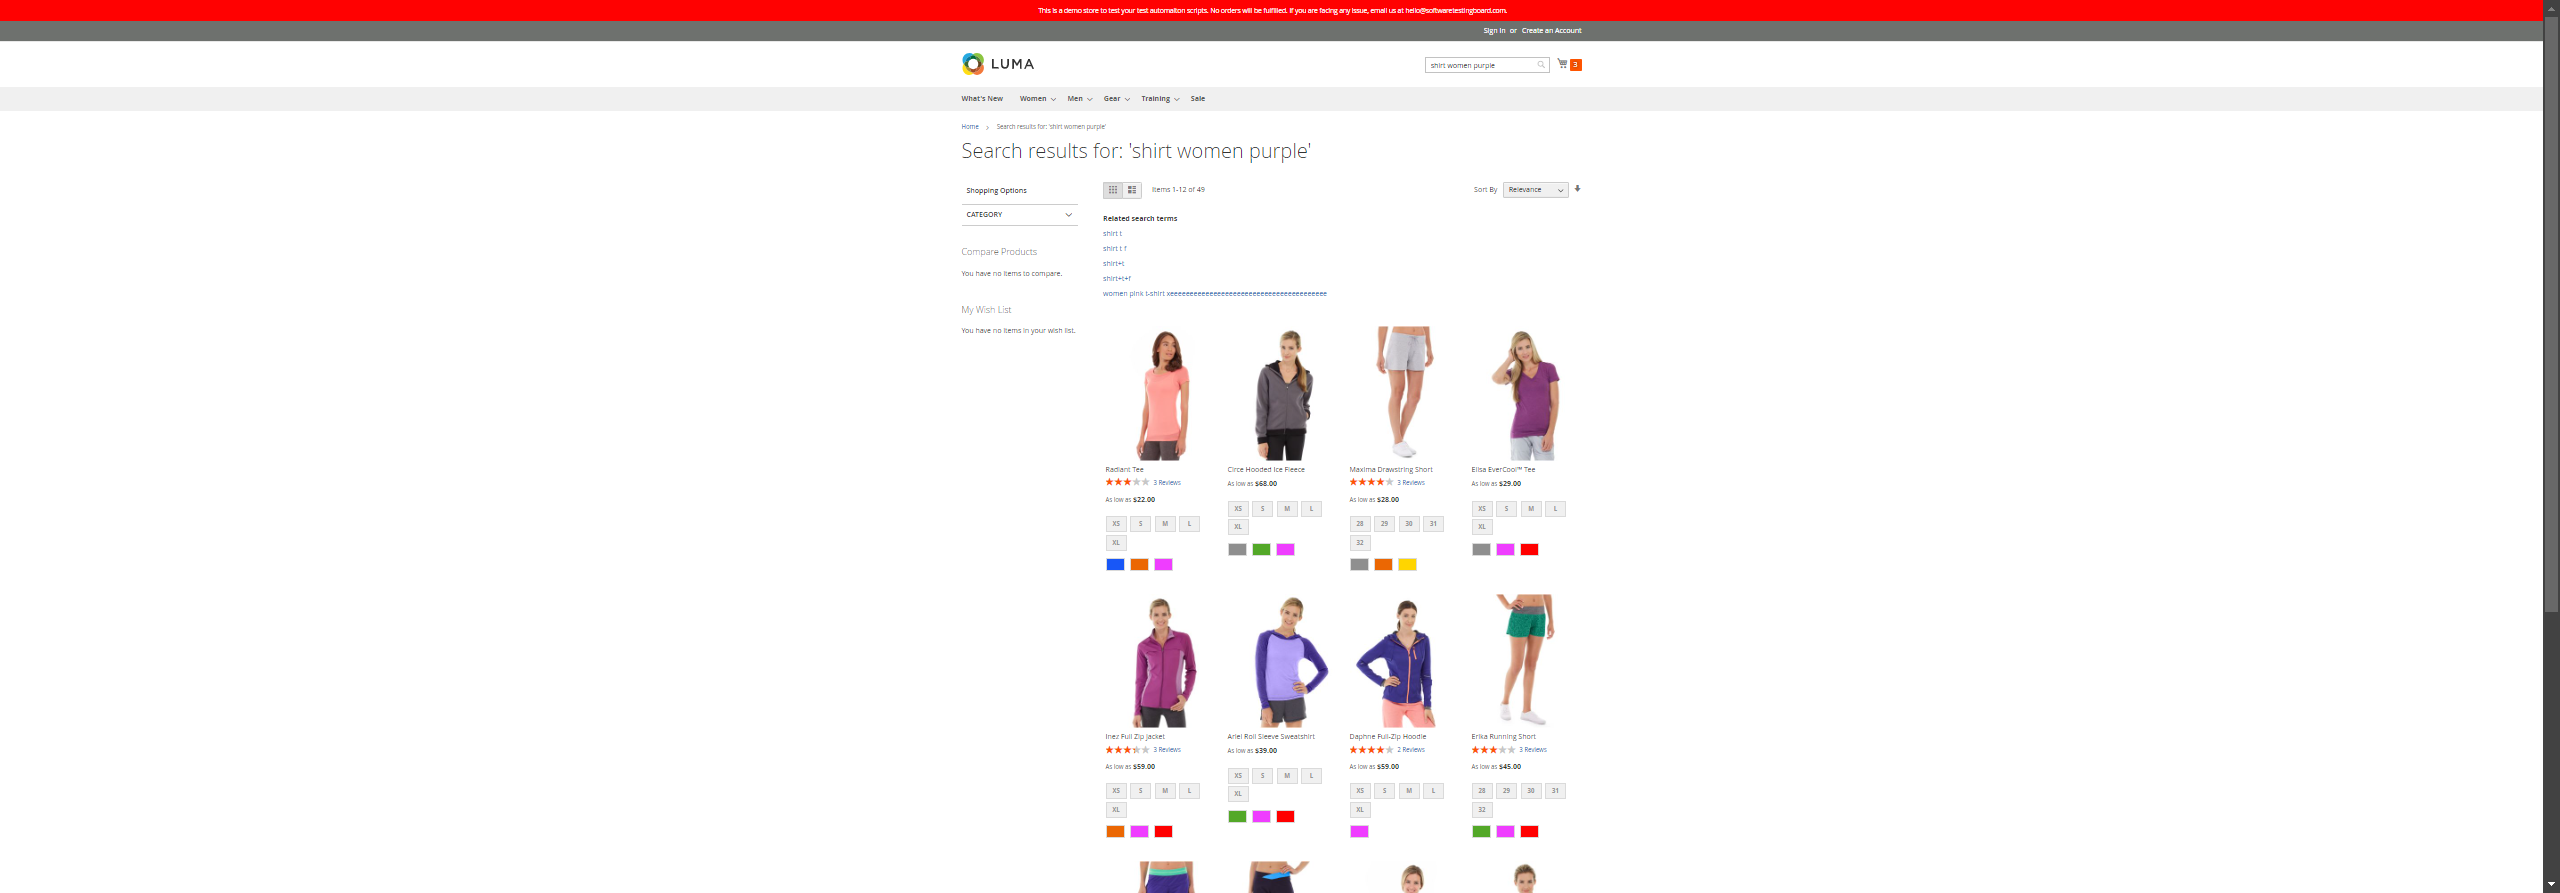 This is a demo store to test your test automaiton scripts. No orders will be fulfilled. If you are facing any issue, email us at hello@softwaretestingboard.com.
Sign In or Create an Account
LUMA
shirt women purple
3
What's New Women Men Gear Training Sale
Home > Search results for: 'shirt women purple'
Search results for: 'shirt women purple'
Shopping Options
CATEGORY
Compare Products
You have no items to compare.
My Wish List
You have no items in your wish list.
Items 1-12 of 49
Sort By Relevance
Related search terms
shirt t
shirt t f
shirt+t
shirt+t+f
Radiant Tee
3 Reviews
As low as $22.00
XS S M L
XL
Circe Hooded Ice Fleece
As low as $68.00
XS S M L
XL
Maxima Drawstring Short
3 Reviews
As low as $28.00
28 29 30 31
32
Elisa EverCool™ Tee
As low as $29.00
XS S M L
XL
Inez Full Zip Jacket
3 Reviews
As low as $59.00
XS S M L
XL
Ariel Roll Sleeve Sweatshirt
As low as $39.00
XS S M L
XL
Daphne Full-Zip Hoodie
2 Reviews
As low as $59.00
XS S M L
XL
Erika Running Short
3 Reviews
As low as $45.00
28 29 30 31
32